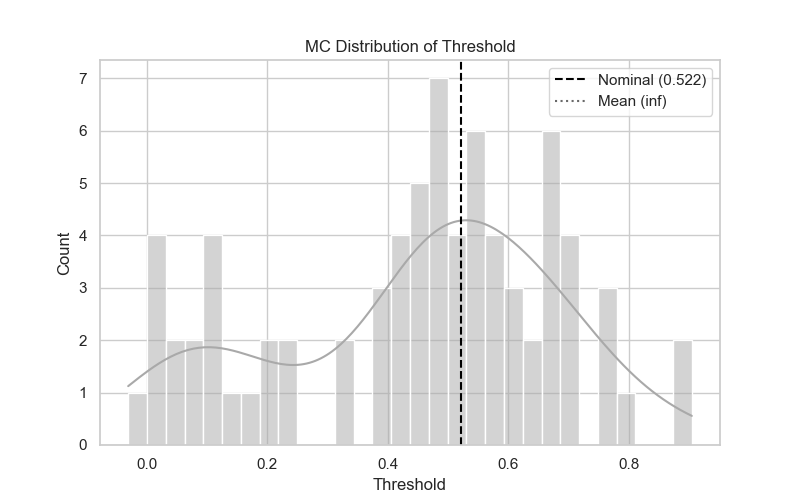 MC Distribution of Threshold
Nominal (0.522)
Mean (inf)
Count
7
6
5
4
3
2
1
0
0.0 0.2 0.4 0.6 0.8
Threshold